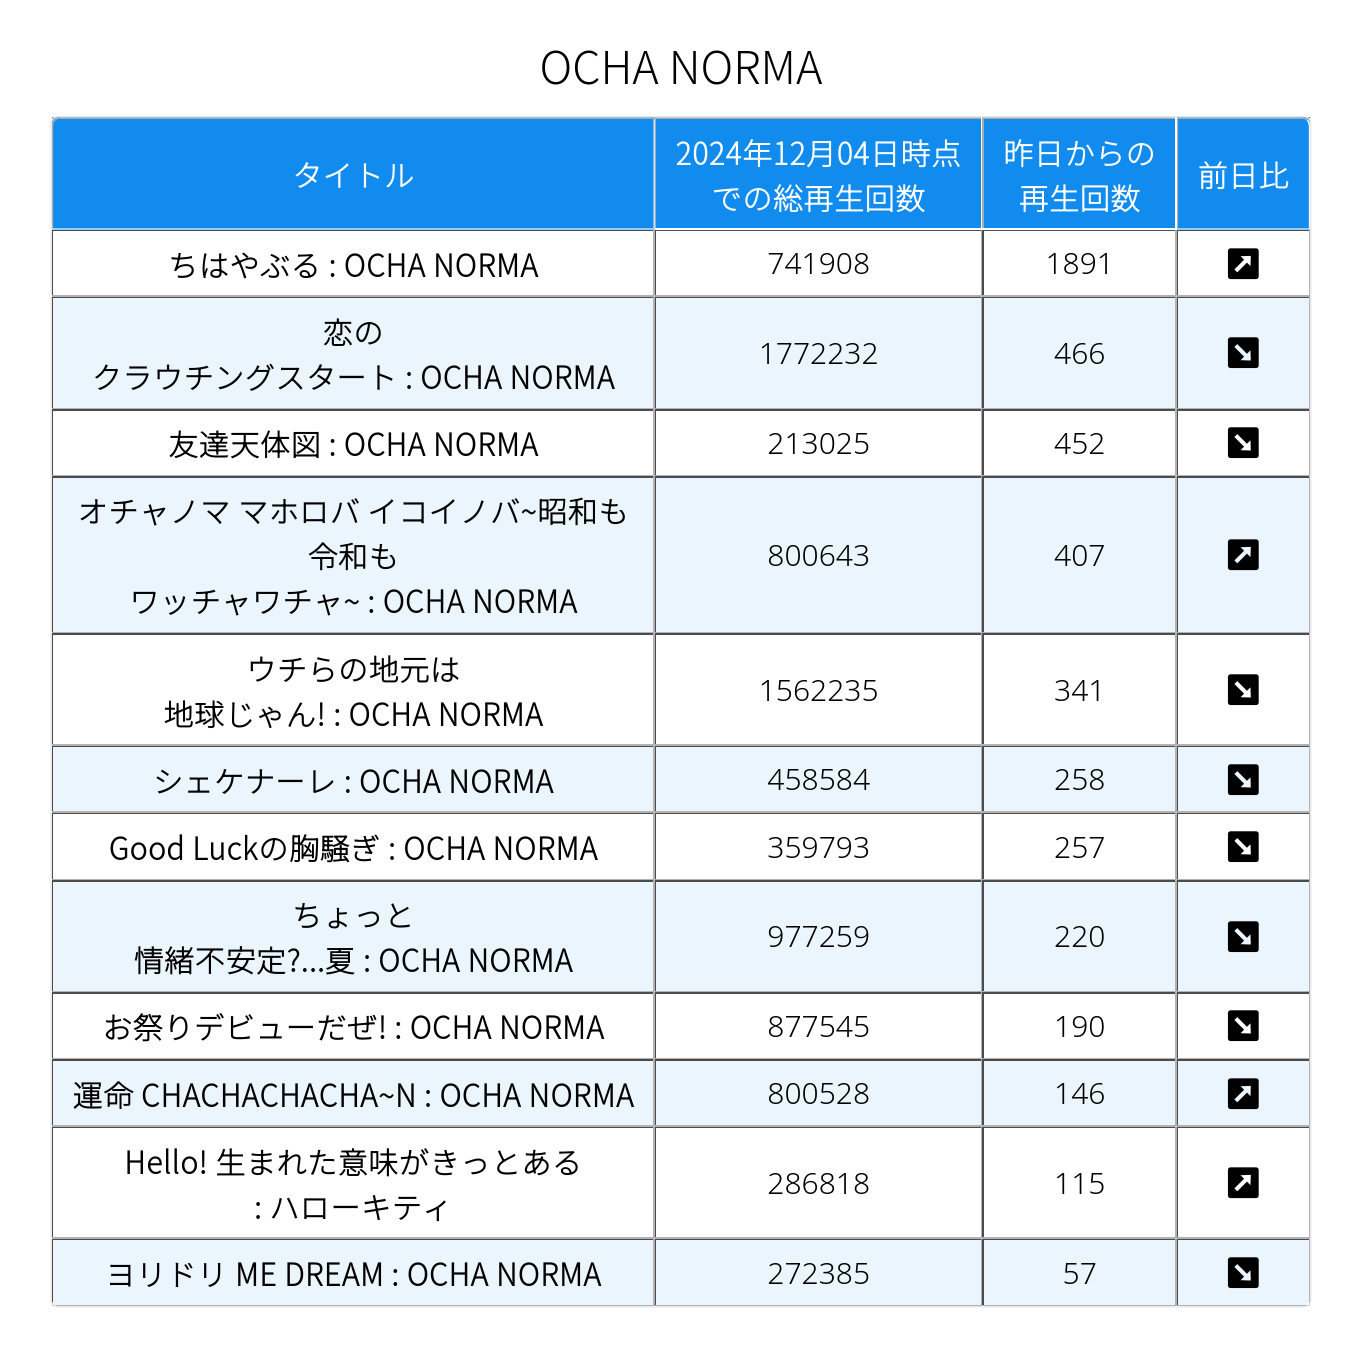 OCHA NORMA
タイトル
2024年12月04日時点
での総再生回数
昨日からの
再生回数
前日比
ちはやぶる : OCHA NORMA
741908
1891
恋の
クラウチングスタート : OCHA NORMA
1772232
466
友達天体図 : OCHA NORMA
213025
452
オチャノマ マホロバ イコイノバ~昭和も
令和も
ワッチャワチャ~ : OCHA NORMA
800643
407
ウチらの地元は
地球じゃん! : OCHA NORMA
1562235
341
シェケナーレ : OCHA NORMA
458584
258
Good Luckの胸騒ぎ : OCHA NORMA
359793
257
ちょっと
情緒不安定?...夏 : OCHA NORMA
977259
220
お祭りデビューだぜ! : OCHA NORMA
877545
190
運命 CHACHACHACHA~N : OCHA NORMA
800528
146
Hello! 生まれた意味がきっとある
: ハローキティ
286818
115
ヨリドリ ME DREAM : OCHA NORMA
272385
57